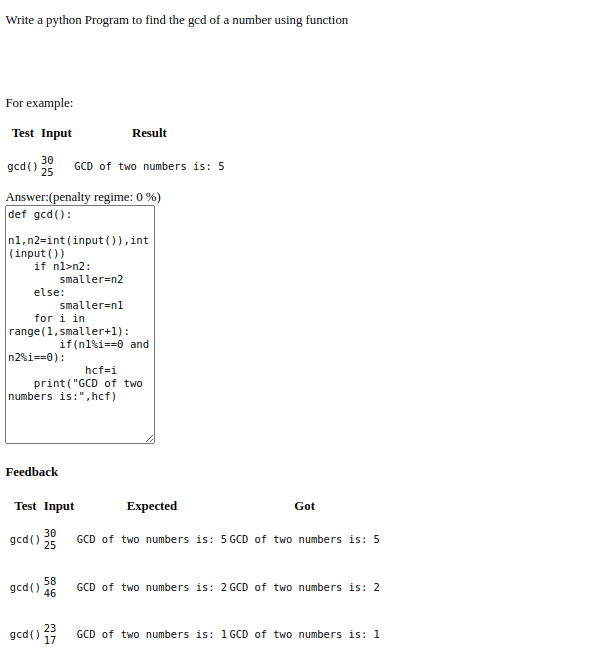 Write a python Program to find the gcd of a number using function
For example:
Test Input Result
gcd() 30
25 GCD of two numbers is: 5
Answer:(penalty regime: 0 %)
def gcd():
n1,n2=int(input()),int
(input())
    if n1>n2:
        smaller=n2
    else:
        smaller=n1
    for i in
range(1,smaller+1):
        if(n1%i==0 and
n2%i==0):
            hcf=i
    print("GCD of two
numbers is:",hcf)
Feedback
Test Input Expected Got
gcd() 30
25 GCD of two numbers is: 5 GCD of two numbers is: 5
gcd() 58
46 GCD of two numbers is: 2 GCD of two numbers is: 2
gcd() 23
17 GCD of two numbers is: 1 GCD of two numbers is: 1